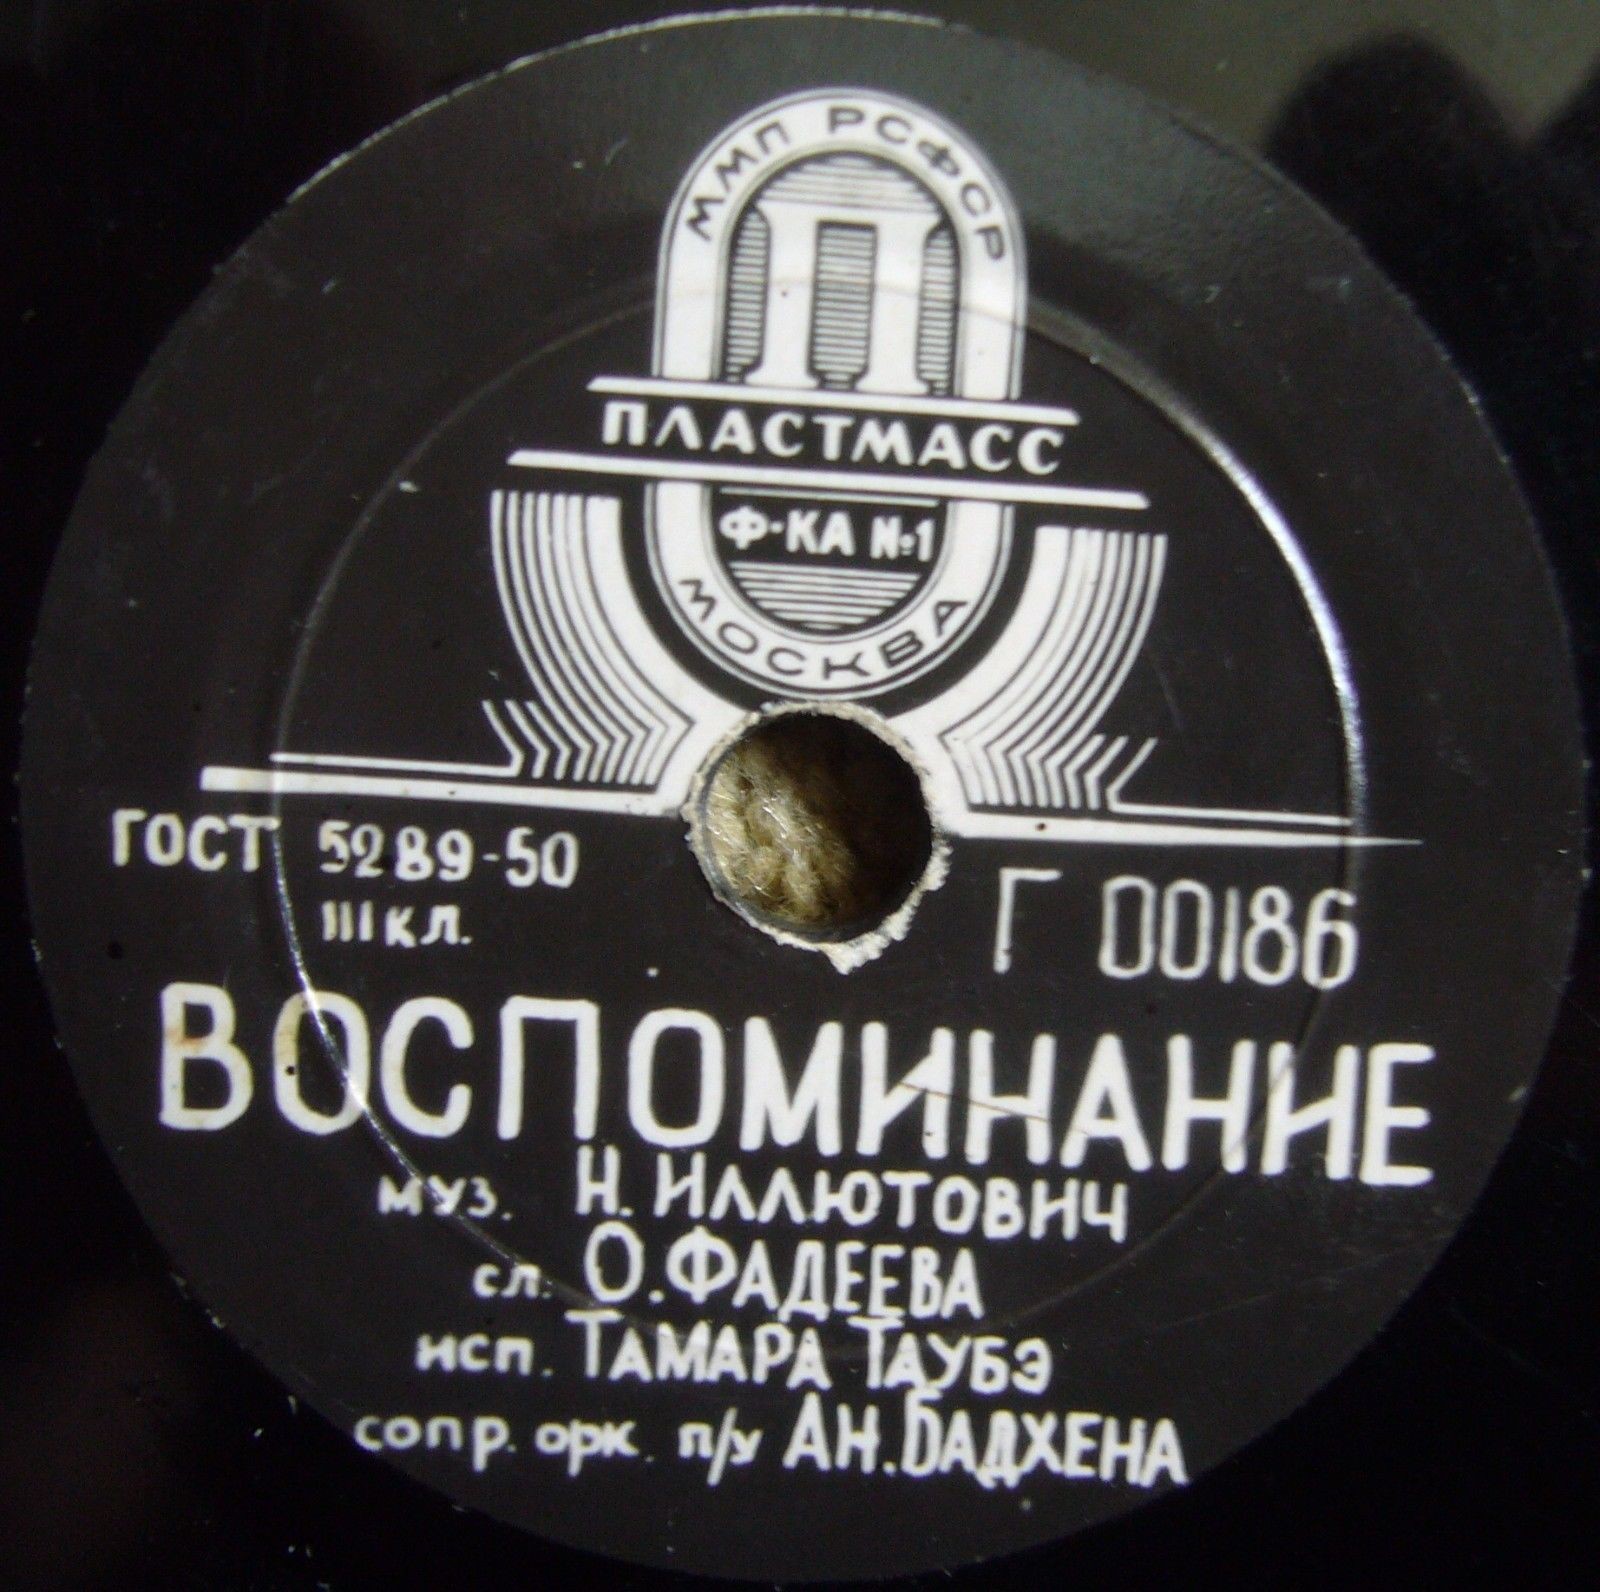 ММП РСФСР
П
ПЛАСТМАСС
Ф-КА №1
МОСКВА
ГОСТ 5289-50
III КЛ.
Г 00186
ВОСПОМИНАНИЕ
муз. Н. ИЛЛЮТОВИЧ
сл. О. ФАДЕЕВА
исп. ТАМАРА ТАУБЭ
сопр. орк. п/у АН. БАДХЕНА